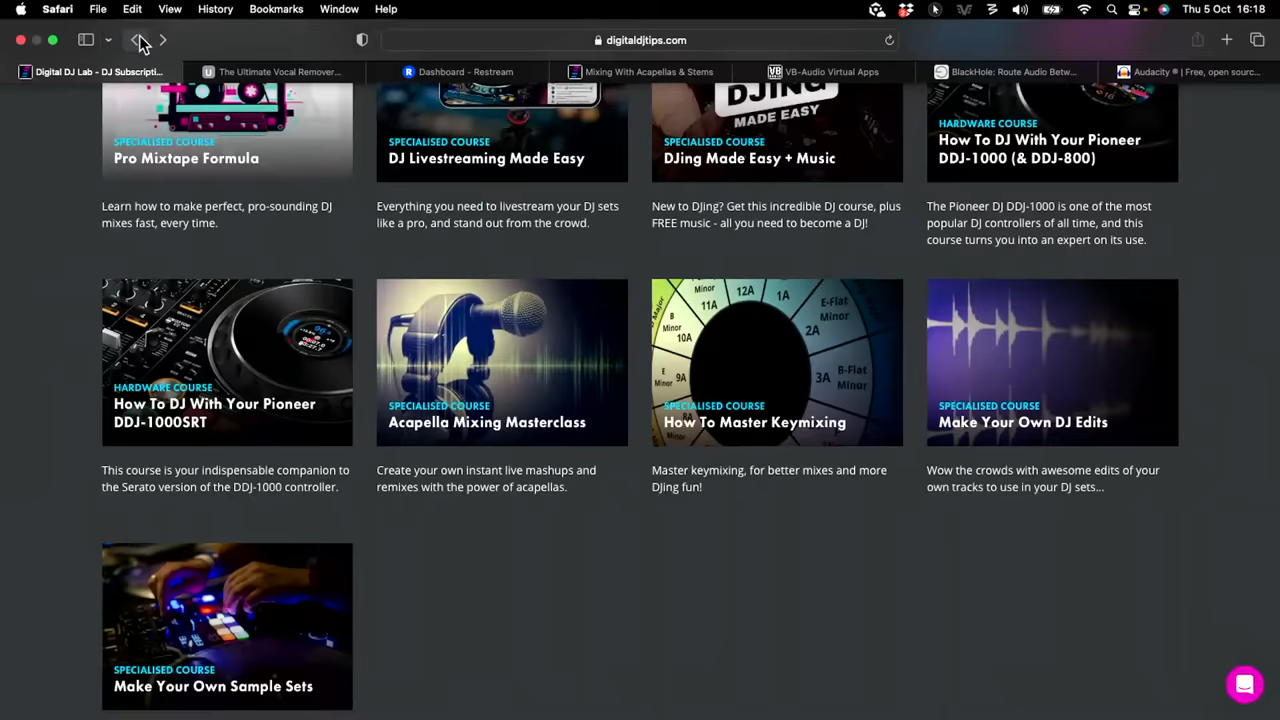 Safari File Edit View History Bookmarks Window Help Thu 5 Oct 16:18
digitaldjtips.com
Digital DJ Lab - DJ Subscripti...
The Ultimate Vocal Remover...
Dashboard - Restream
Mixing With Acapellas & Stems
VB-Audio Virtual Apps
BlackHole: Route Audio Betw...
Audacity ® | Free, open sourc...
SPECIALISED COURSE
Pro Mixtape Formula
Learn how to make perfect, pro-sounding DJ
mixes fast, every time.
SPECIALISED COURSE
DJ Livestreaming Made Easy
Everything you need to livestream your DJ sets
like a pro, and stand out from the crowd.
DJing
MADE EASY
SPECIALISED COURSE
DJing Made Easy + Music
New to DJing? Get this incredible DJ course, plus
FREE music - all you need to become a DJ!
HARDWARE COURSE
How To DJ With Your Pioneer
DDJ-1000 (& DDJ-800)
The Pioneer DJ DDJ-1000 is one of the most
popular DJ controllers of all time, and this
course turns you into an expert on its use.
HARDWARE COURSE
How To DJ With Your Pioneer
DDJ-1000SRT
This course is your indispensable companion to
the Serato version of the DDJ-1000 controller.
SPECIALISED COURSE
Acapella Mixing Masterclass
Create your own instant live mashups and
remixes with the power of acapellas.
Minor
11A
12A
1A
E-Flat
Minor
2A
B
Minor
10A
E
Minor
9A
3A
B-Flat
Minor
8A
SPECIALISED COURSE
How To Master Keymixing
Master keymixing, for better mixes and more
DJing fun!
SPECIALISED COURSE
Make Your Own DJ Edits
Wow the crowds with awesome edits of your
own tracks to use in your DJ sets...
SPECIALISED COURSE
Make Your Own Sample Sets